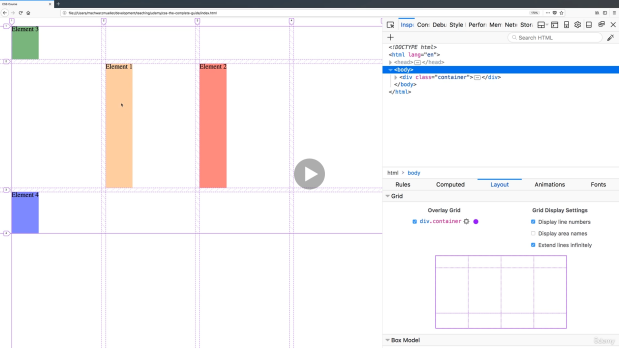 Element 3
Element 1
Element 2
Element 4
Insp
Con
Debu
Style
Perfor
Mem
Netv
Stor
Search HTML
<!DOCTYPE html>
<html lang="en">
<head></head>
<body>
<div class="container"></div>
</body>
</html>
html > body
Rules Computed Layout Animations Fonts
Grid
Overlay Grid
Grid Display Settings
div.container
Display line numbers
Display area names
Extend lines infinitely
Box Model
Udemy